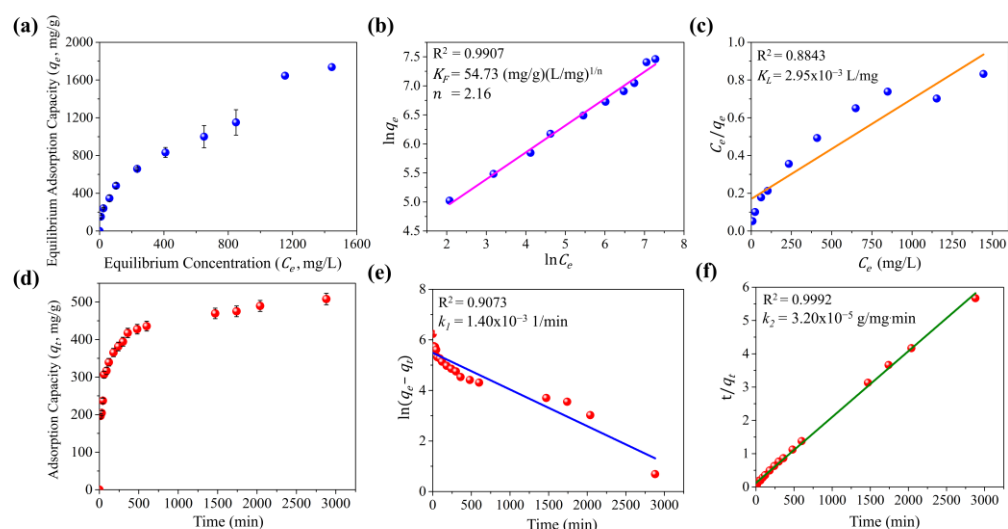 (a)
Equilibrium Adsorption Capacity (qₑ, mg/g)
2000
1600
1200
800
400
0
0 400 800 1200 1600
Equilibrium Concentration (Cₑ, mg/L)
(b)
R² = 0.9907
K_F = 54.73 (mg/g)(L/mg)^1/n
n = 2.16
lnqₑ
8.0
7.5
7.0
6.5
6.0
5.5
5.0
4.5
2 3 4 5 6 7
lnCₑ
(c)
R² = 0.8843
K_L = 2.95x10⁻³ L/mg
Cₑ/qₑ
1.0
0.8
0.6
0.4
0.2
0.0
0 250 500 750 1000 1250 1500
Cₑ (mg/L)
(d)
Adsorption Capacity (qₜ, mg/g)
500
400
300
200
100
0
0 500 1000 1500 2000 2500 3000
Time (min)
(e)
R² = 0.9073
k₁ = 1.40x10⁻³ 1/min
ln(qₑ − qₜ)
8
6
4
2
0
0 500 1000 1500 2000 2500 3000
Time (min)
(f)
R² = 0.9992
k₂ = 3.20x10⁻⁵ g/mg·min
t/qₜ
6
5
4
3
2
1
0
0 500 1000 1500 2000 2500 3000
Time (min)